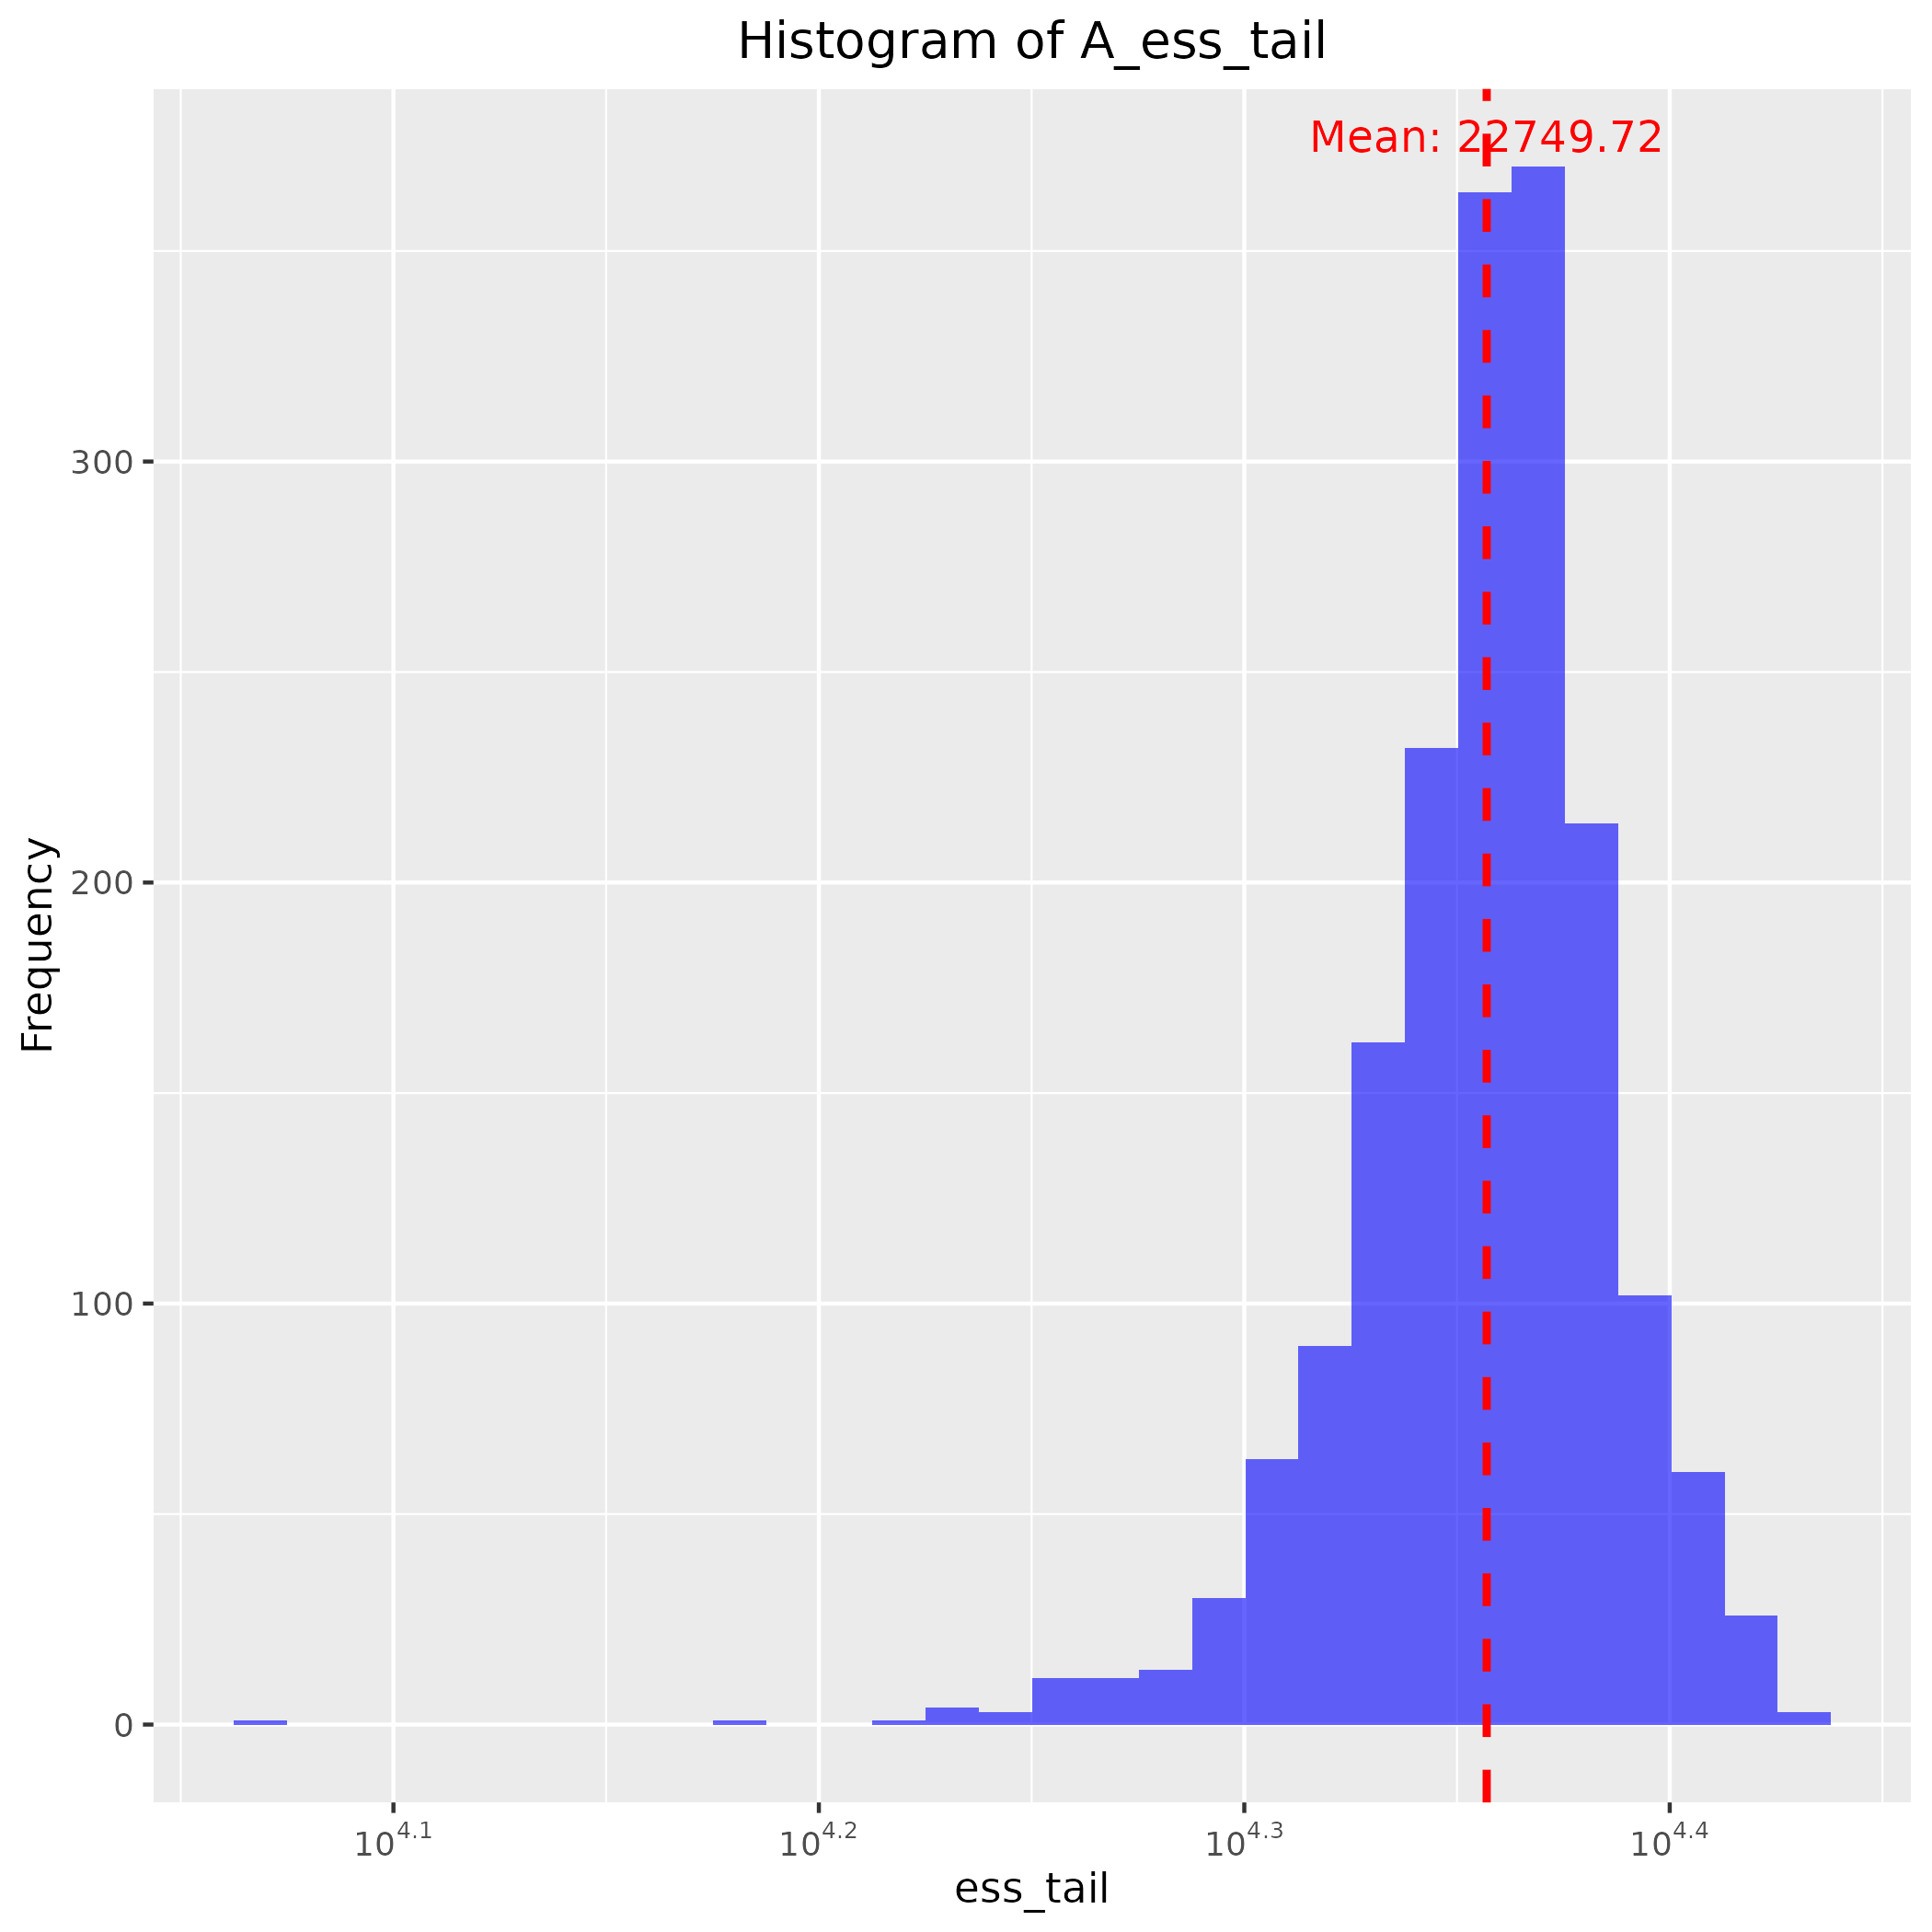 Histogram of A_ess_tail
Mean: 22749.72
Frequency
300
200
100
0
10^4.1
10^4.2
10^4.3
10^4.4
ess_tail